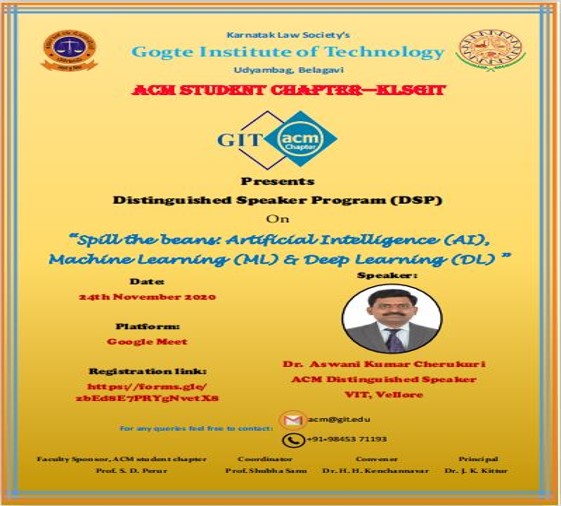 Karnatak Law Society's
Gogte Institute of Technology
Udyambag, Belagavi
ACM STUDENT CHAPTER—KLSGIT
GIT acm Chapter
Presents
Distinguished Speaker Program (DSP)
On
"Spill the beans: Artificial Intelligence (AI),
Machine Learning (ML) & Deep Learning (DL) "
Date:
24th November 2020
Platform:
Google Meet
Registration link:
https://forms.gle/
2bEd8E7PRYgNvetX8
Speaker:
Dr. Aswani Kumar Cherukuri
ACM Distinguished Speaker
VIT, Vellore
For any queries feel free to contact:
acm@git.edu
+91-98453 71193
Faculty Sponsor, ACM student chapter
Prof. S. D. Perur
Coordinator
Prof. Shubha Sanu
Convener
Dr. H. H. Kenchannavar
Principal
Dr. J. K. Kittur